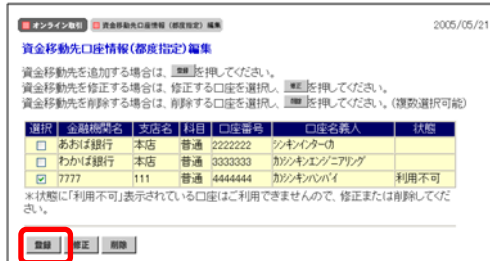 オンライン取引 資金移動先口座情報(都度指定)編集 2005/05/21
資金移動先口座情報(都度指定)編集
資金移動先を追加する場合は、 登録 を押してください。
資金移動先を修正する場合は、修正する口座を選択し、 修正 を押してください。
資金移動先を削除する場合は、削除する口座を選択し、 削除 を押してください。(複数選択可能)
選択 金融機関名 支店名 科目 口座番号 口座名義人 状態
あおば銀行 本店 普通 2222222 シンキンインターカ
わかば銀行 本店 普通 3333333 カ)シンキエンジニアリング
7777 111 普通 4444444 カ)シンキンハンバイ 利用不可
※状態に「利用不可」表示されている口座はご利用できませんので、修正または削除してくだ
さい。
登録 修正 削除